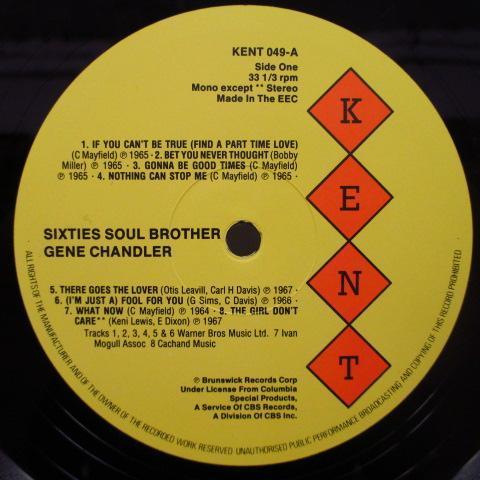 KENT 049-A
Side One
33 1/3 rpm
Mono except ** Stereo
Made In The EEC
K
E
N
T
1. IF YOU CAN'T BE TRUE (FIND A PART TIME LOVE)
(C Mayfield) ℗ 1965 · 2. BET YOU NEVER THOUGHT (Bobby
Miller) ℗ 1965 · 3. GONNA BE GOOD TIMES (C Mayfield)
℗ 1965 · 4. NOTHING CAN STOP ME (C Mayfield) ℗ 1965 ·
SIXTIES SOUL BROTHER
GENE CHANDLER
5. THERE GOES THE LOVER (Otis Leavill, Carl H Davis) ℗ 1967 ·
6. (I'M JUST A) FOOL FOR YOU (G Sims, C Davis) ℗ 1966 ·
7. WHAT NOW (C Mayfield) ℗ 1964 · 8. THE GIRL DON'T
CARE** (Keni Lewis, E Dixon) ℗ 1967
Tracks 1, 2, 3, 4, 5 & 6 Warner Bros Music Ltd. 7 Ivan
Mogull Assoc 8 Cachand Music
℗ Brunswick Records Corp
Under License From Columbia
Special Products,
A Service Of CBS Records,
A Division Of CBS Inc.
· ALL RIGHTS OF THE MANUFACTURER AND OF THE OWNER OF THE RECORDED WORK RESERVED UNAUTHORISED PUBLIC PERFORMANCE BROADCASTING AND COPYING OF THIS RECORD PROHIBITED ·